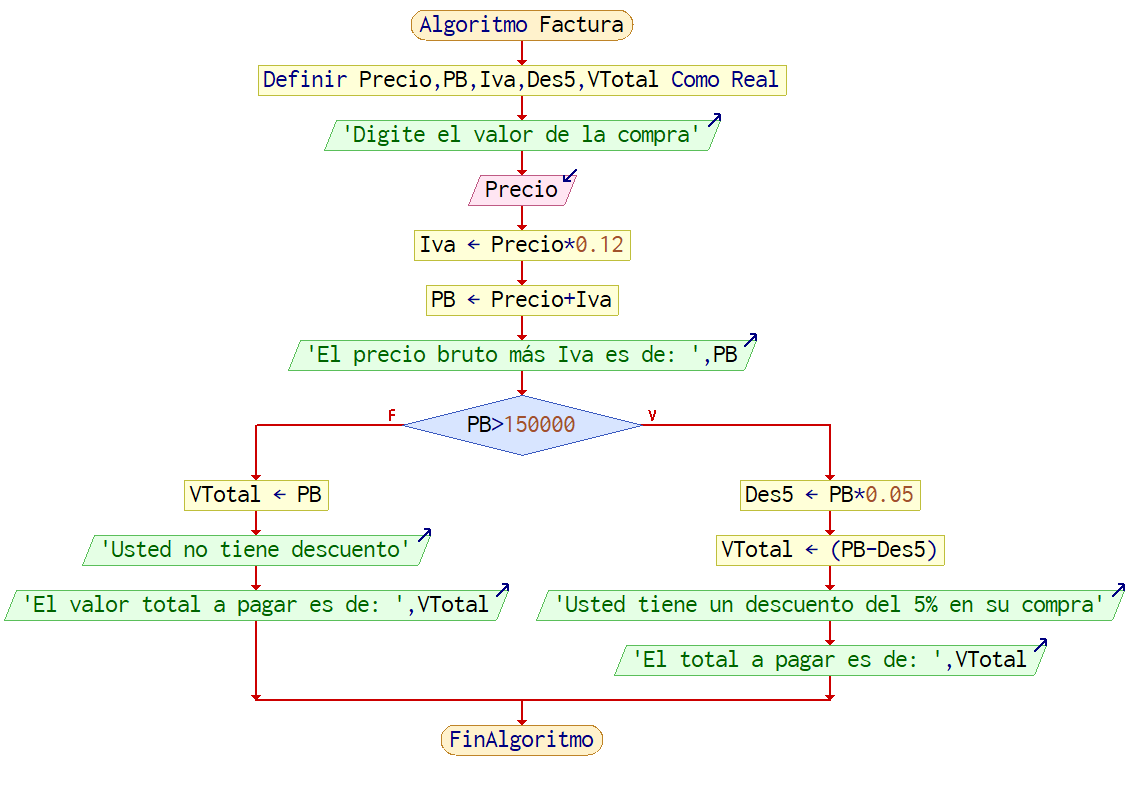 Algoritmo Factura
Definir Precio,PB,Iva,Des5,VTotal Como Real
'Digite el valor de la compra'
Precio
Iva ← Precio*0.12
PB ← Precio+Iva
'El precio bruto más Iva es de: ',PB
F
PB>150000
V
VTotal ← PB
'Usted no tiene descuento'
'El valor total a pagar es de: ',VTotal
Des5 ← PB*0.05
VTotal ← (PB-Des5)
'Usted tiene un descuento del 5% en su compra'
'El total a pagar es de: ',VTotal
FinAlgoritmo